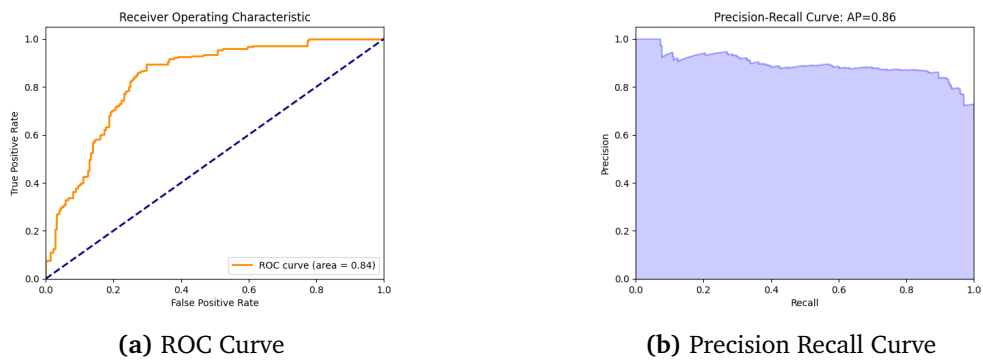 Receiver Operating Characteristic
1.0
0.8
0.6
0.4
0.2
0.0
True Positive Rate
ROC curve (area = 0.84)
0.0 0.2 0.4 0.6 0.8 1.0
False Positive Rate
(a) ROC Curve
Precision-Recall Curve: AP=0.86
1.0
0.8
0.6
0.4
0.2
0.0
Precision
0.0 0.2 0.4 0.6 0.8 1.0
Recall
(b) Precision Recall Curve